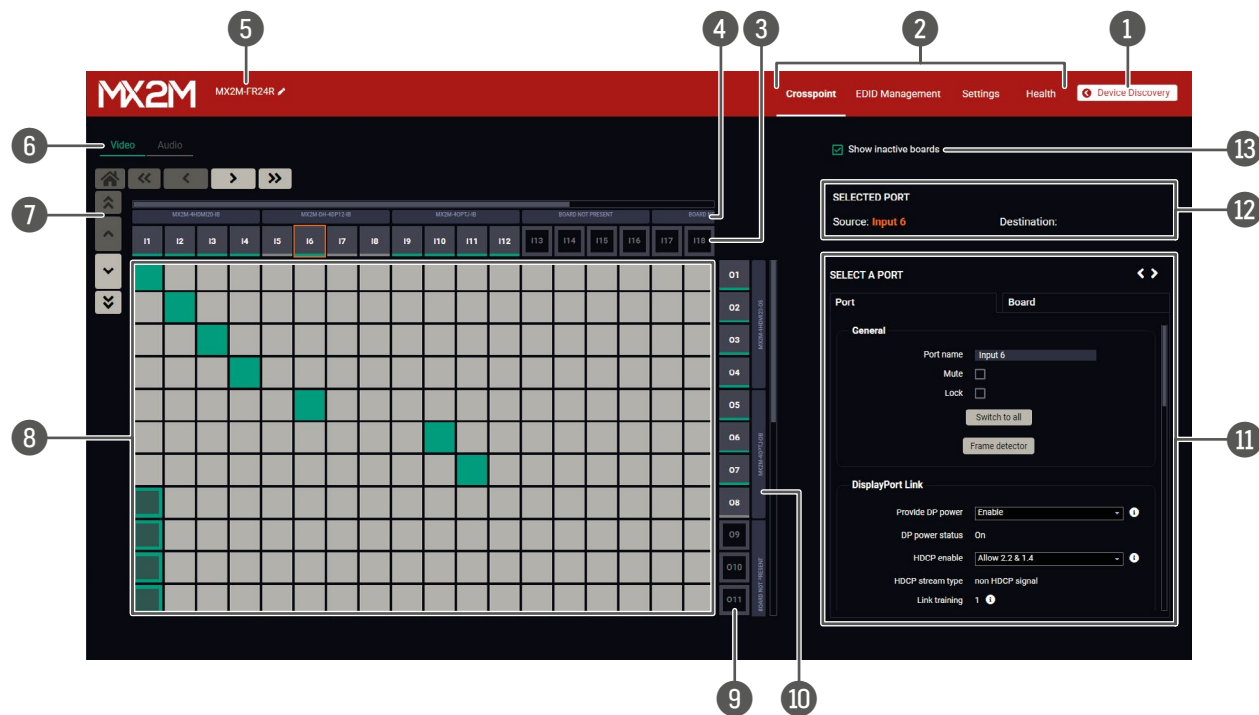 5 4 3 2 1
MX2M MX2M-FR24R Crosspoint EDID Management Settings Health Device Discovery
6 Video Audio Show inactive boards 13
MX2M-4HDMI20-IB MX2M-DH-4DP12-IB MX2M-4OPTJ-IB BOARD NOT PRESENT
I1 I2 I3 I4 I5 I6 I7 I8 I9 I10 I11 I12 I13 I14 I15 I16 I17 I18
7
SELECTED PORT
Source: Input 6 Destination:
12
O1
O2
O3
O4
O5
O6
O7
O8
O9
O10
O11
MX2M-4OPTJ-OB
BOARD NOT PRESENT
8
SELECT A PORT
Port Board
General
Port name Input 6
Mute
Lock
Switch to all
Frame detector
11
DisplayPort Link
Provide DP power Enable
DP power status On
HDCP enable Allow 2.2 & 1.4
HDCP stream type non HDCP signal
Link training 1
9 10